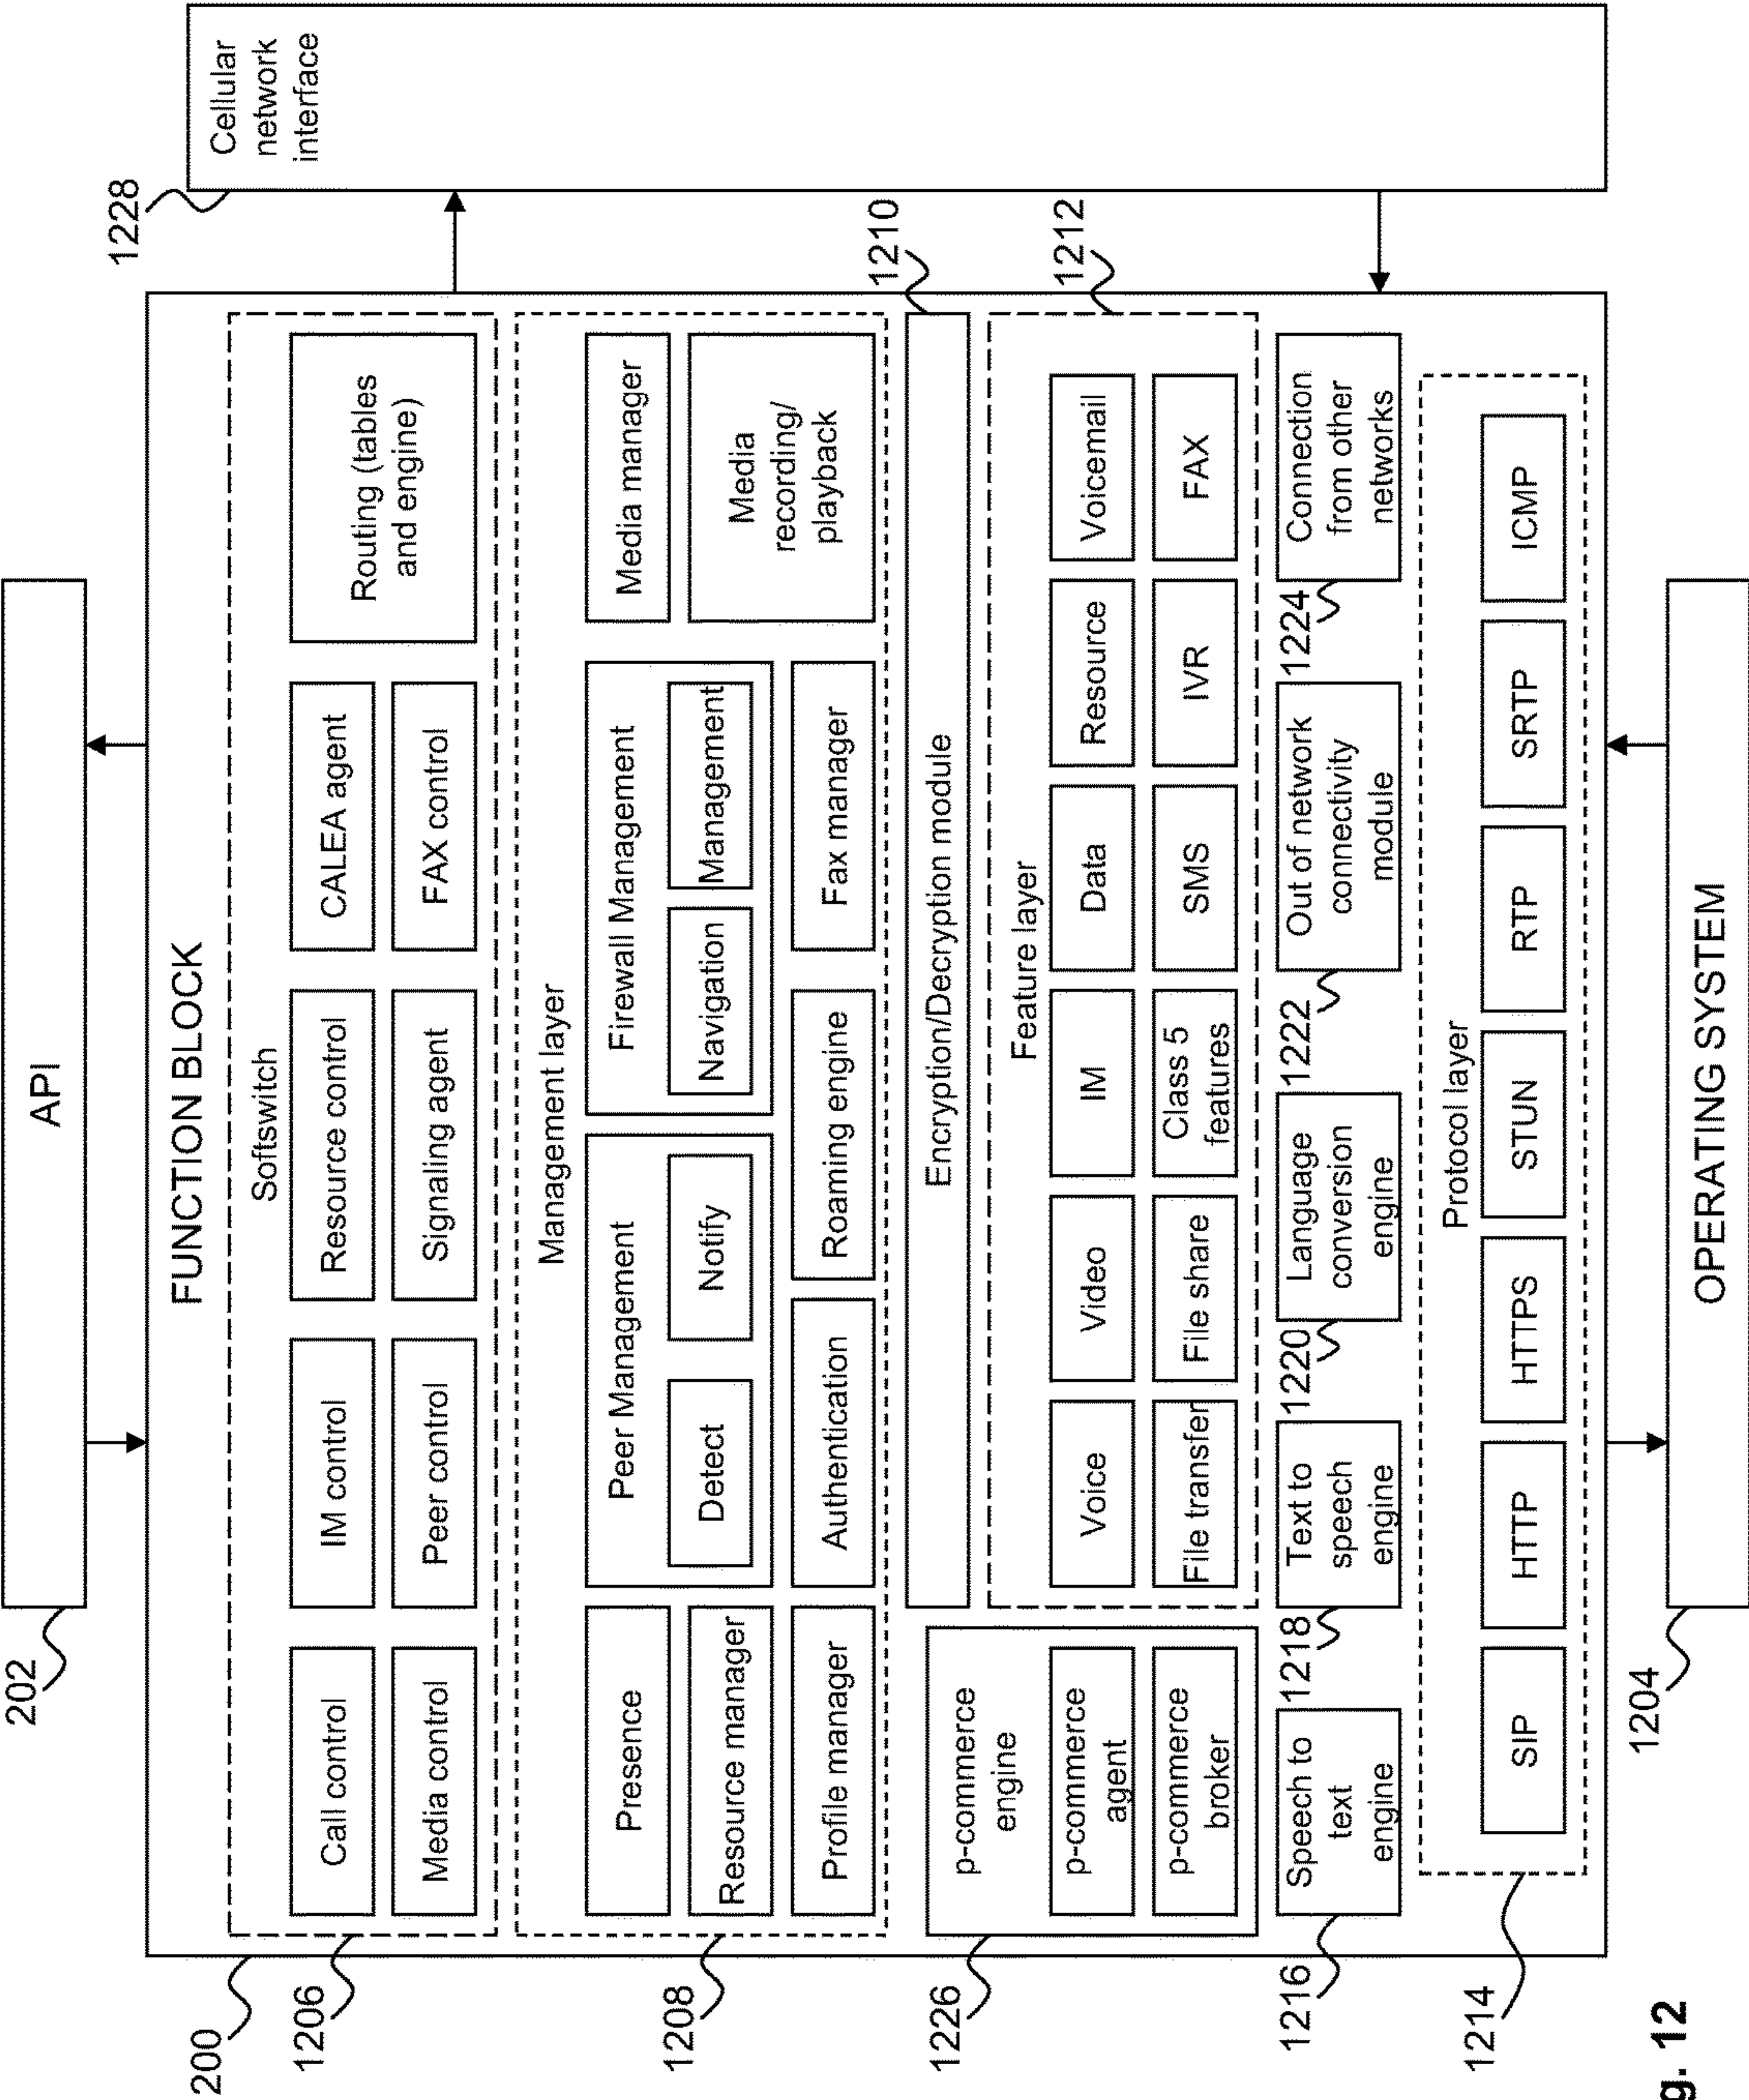 202
API
200
FUNCTION BLOCK
1206
Softswitch
Call control
IM control
Resource control
CALEA agent
Routing (tables
and engine)
Media control
Peer control
Signaling agent
FAX control
1228
Cellular
network
interface
1208
Management layer
Presence
Peer Management
Detect
Notify
Firewall Management
Navigation
Management
Media manager
Resource manager
Media
recording/
playback
Profile manager
Authentication
Roaming engine
Fax manager
1210
Encryption/Decryption module
1226
p-commerce
engine
p-commerce
agent
p-commerce
broker
1212
Feature layer
Voice
Video
IM
Data
Resource
Voicemail
File transfer
File share
Class 5
features
SMS
IVR
FAX
1216
Speech to
text
engine
1218
Text to
speech
engine
1220
Language
conversion
engine
1222
Out of network
connectivity
module
1224
Connection
from other
networks
1214
Protocol layer
SIP
HTTP
HTTPS
STUN
RTP
SRTP
ICMP
1204
OPERATING SYSTEM
g. 12